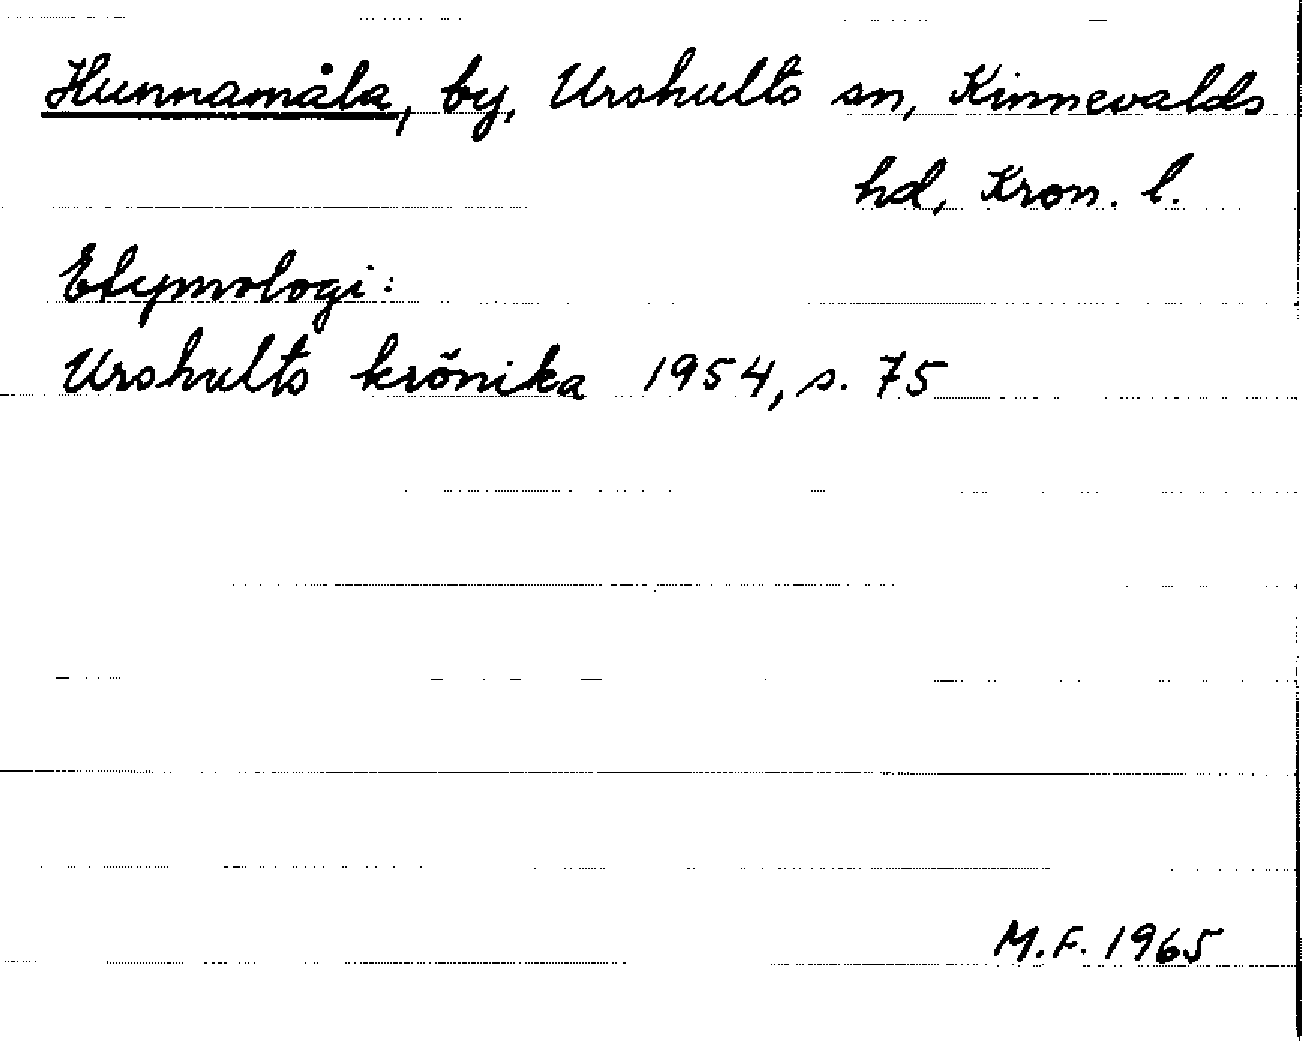 Hunnamåla, by, Urshults sn, Kinnevalds
hd, Kron. l.
Etymologi:
Urshults krönika 1954, s. 75
M.F. 1965